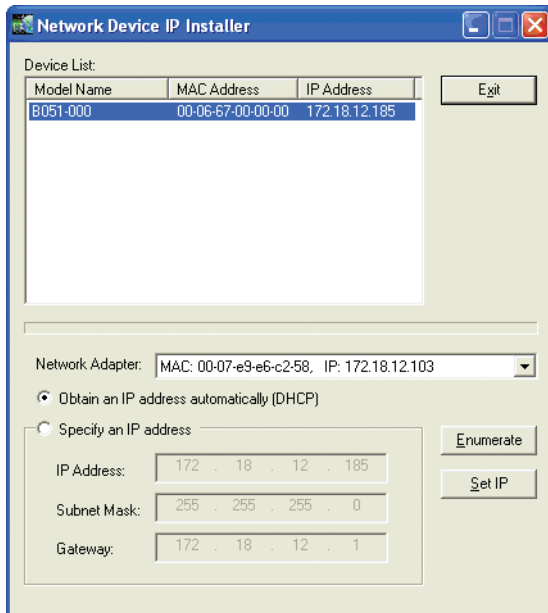 Network Device IP Installer
Device List:
Model Name MAC Address IP Address
B051-000 00-06-67-00-00-00 172.18.12.185
Exit
Network Adapter: MAC: 00-07-e9-e6-c2-58, IP: 172.18.12.103
Obtain an IP address automatically (DHCP)
Specify an IP address
IP Address: 172 . 18 . 12 . 185
Subnet Mask: 255 . 255 . 255 . 0
Gateway: 172 . 18 . 12 . 1
Enumerate
Set IP